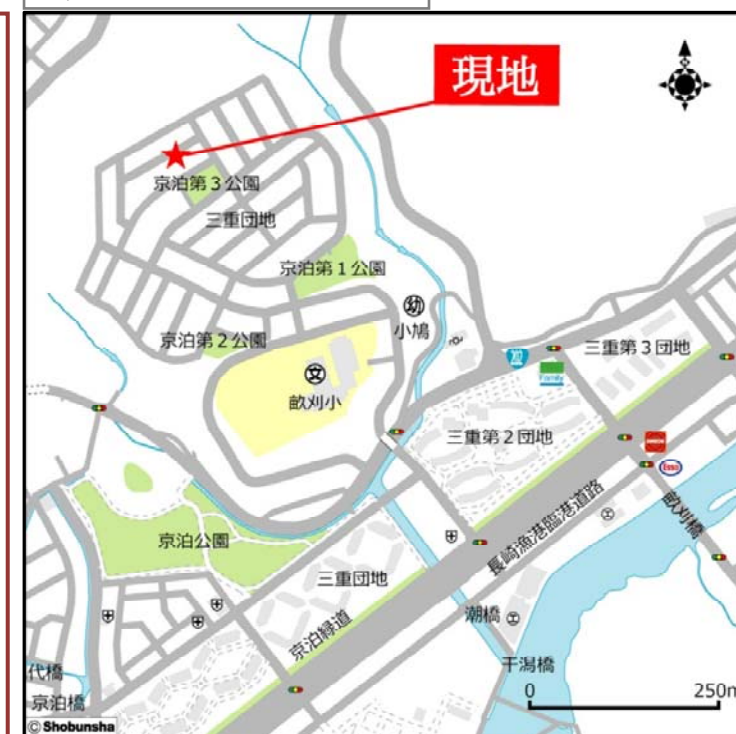 現地
京泊第3公園
三重団地
京泊第1公園
幼
小鳩
京泊第2公園
文
畝刈小
202
Family
三重第3団地
三重第2団地
Esso
畝刈橋
長崎漁港臨港道路
京泊公園
三重団地
京泊緑道
潮橋
干潟橋
代橋
京泊橋
0 250m
© Shobunsha